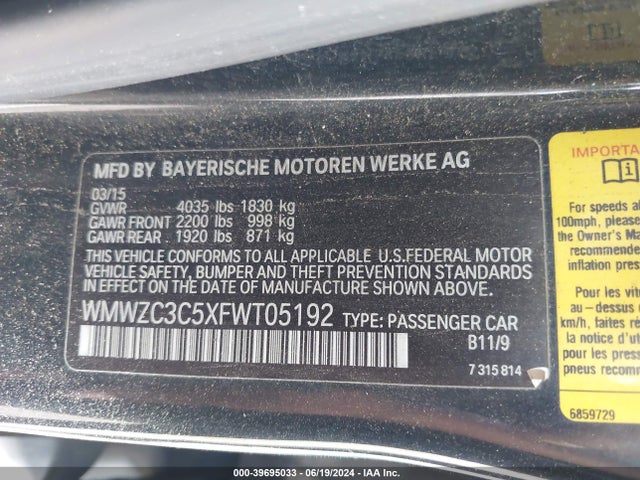 MFD BY BAYERISCHE MOTOREN WERKE AG
03/15
GVWR 4035 lbs 1830 kg
GAWR FRONT 2200 lbs 998 kg
GAWR REAR 1920 lbs 871 kg
THIS VEHICLE CONFORMS TO ALL APPLICABLE U.S.FEDERAL MOTOR
VEHICLE SAFETY, BUMPER AND THEFT PREVENTION STANDARDS
IN EFFECT ON THE DATE OF MANUFACTURE SHOWN ABOVE.
WMWZC3C5XFWT05192 TYPE: PASSENGER CAR
B11/9
7 315 814
IMPORTA
For speeds a
100mph, please
the Owner's Ma
recommende
inflation press
Pour les vite
km/h, faites ré
la notice d'ut
pour les press
pneus recomm
6859729
000-39695033 - 06/19/2024 - IAA Inc.